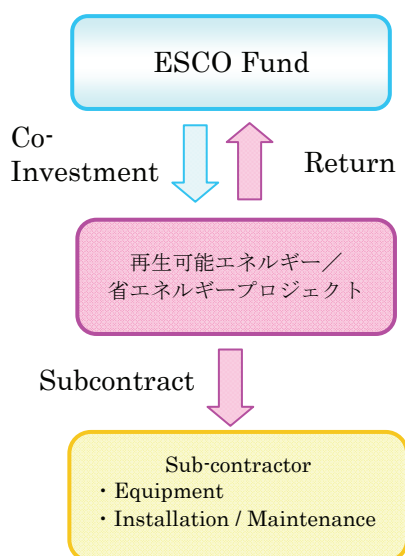 ESCO Fund
Co-
Investment
Return
再生可能エネルギー／
省エネルギープロジェクト
Subcontract
Sub-contractor
・Equipment
・Installation / Maintenance